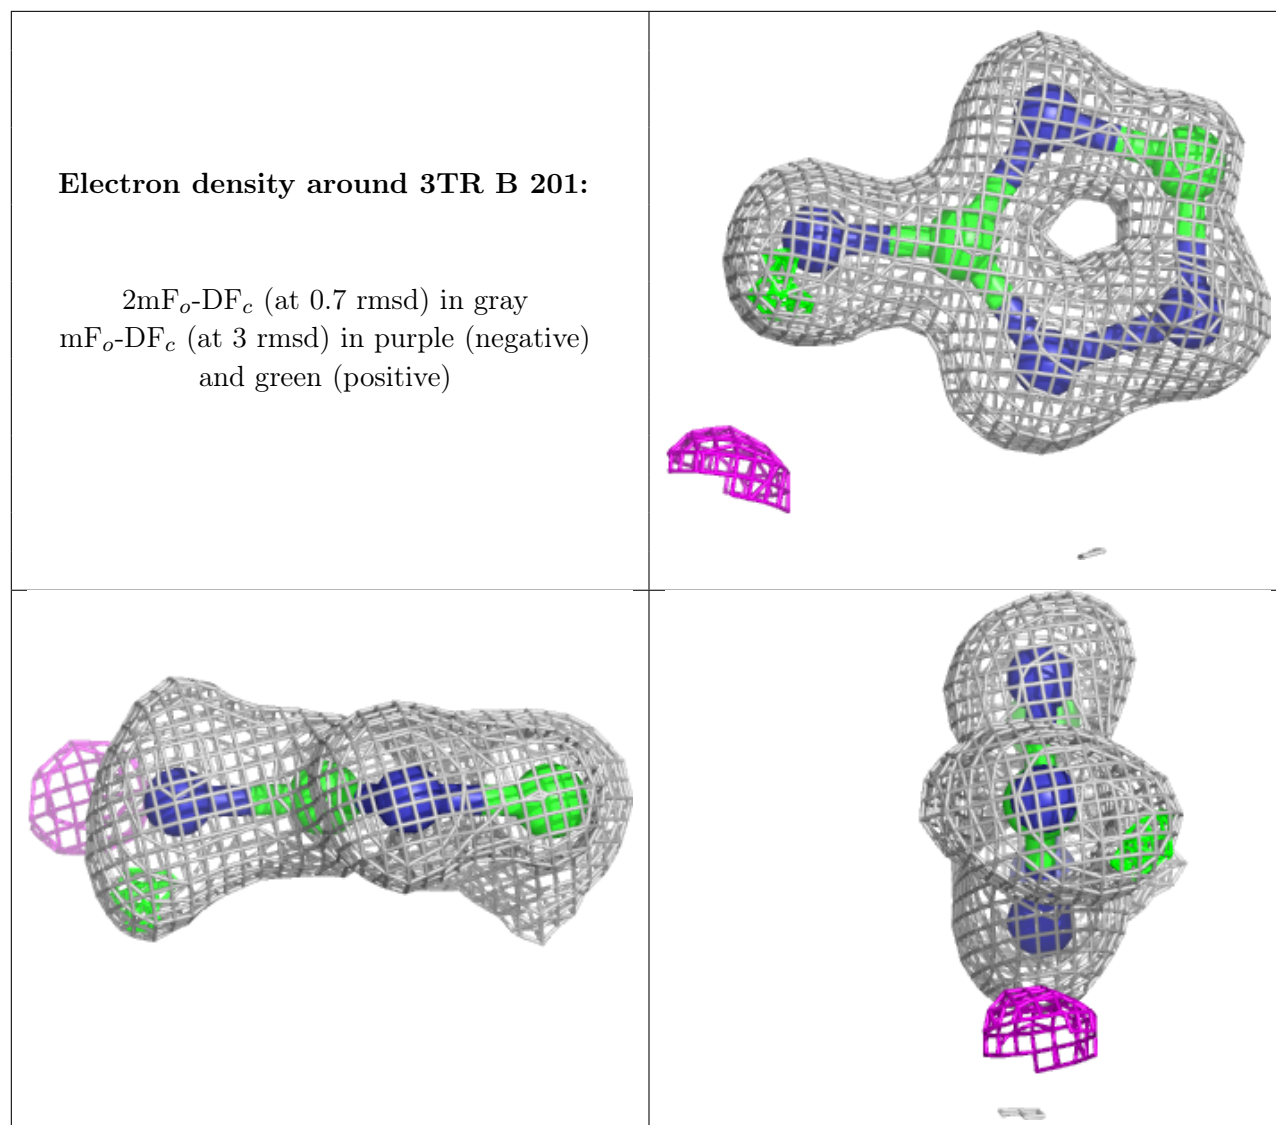 Electron density around 3TR B 201:
2mFo-DFc (at 0.7 rmsd) in gray
mFo-DFc (at 3 rmsd) in purple (negative)
and green (positive)